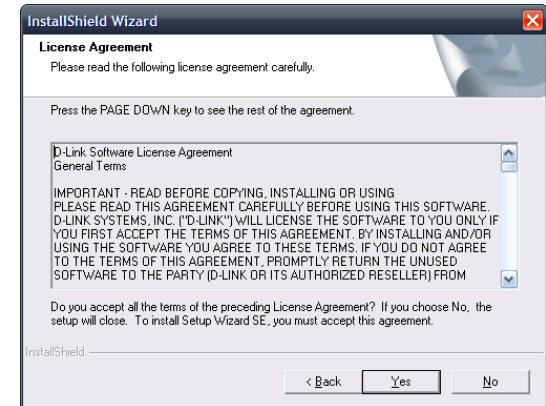 InstallShield Wizard
License Agreement
Please read the following license agreement carefully.
Press the PAGE DOWN key to see the rest of the agreement.
D-Link Software License Agreement
General Terms
IMPORTANT - READ BEFORE COPYING, INSTALLING OR USING
PLEASE READ THIS AGREEMENT CAREFULLY BEFORE USING THIS SOFTWARE.
D-LINK SYSTEMS, INC. ("D-LINK") WILL LICENSE THE SOFTWARE TO YOU ONLY IF
YOU FIRST ACCEPT THE TERMS OF THIS AGREEMENT. BY INSTALLING AND/OR
USING THE SOFTWARE YOU AGREE TO THESE TERMS. IF YOU DO NOT AGREE
TO THE TERMS OF THIS AGREEMENT, PROMPTLY RETURN THE UNUSED
SOFTWARE TO THE PARTY (D-LINK OR ITS AUTHORIZED RESELLER) FROM
Do you accept all the terms of the preceding License Agreement? If you choose No, the
setup will close. To install Setup Wizard SE, you must accept this agreement.
InstallShield
< Back Yes No